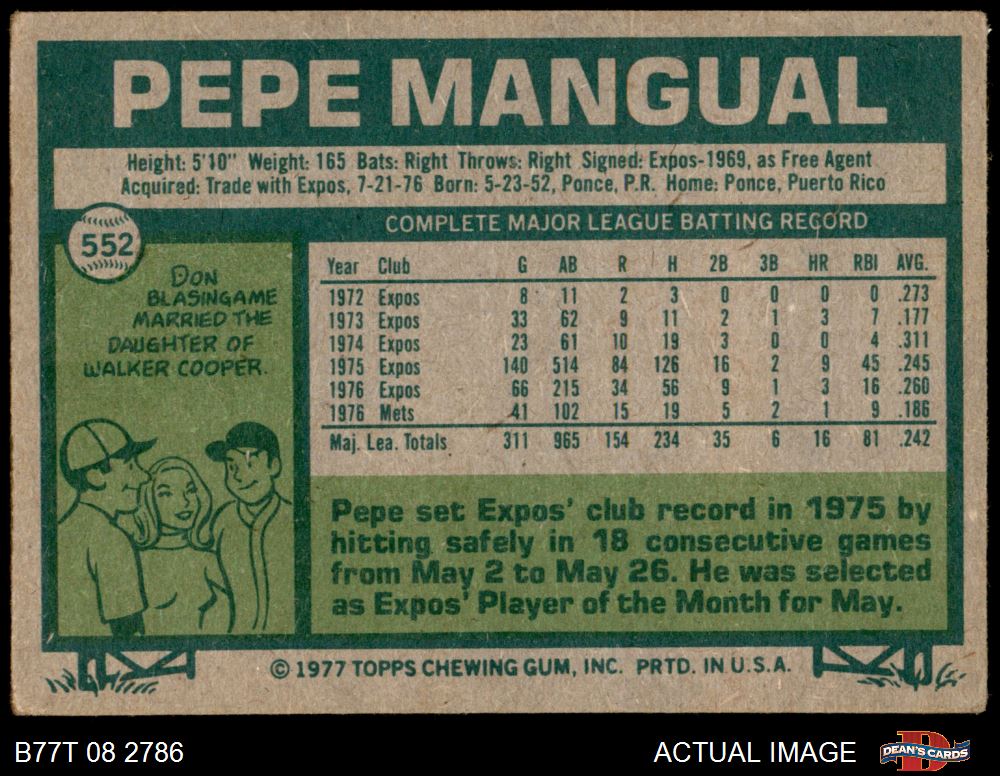 PEPE MANGUAL
Height: 5'10" Weight: 165 Bats: Right Throws: Right Signed: Expos-1969, as Free Agent
Acquired: Trade with Expos, 7-21-76 Born: 5-23-52, Ponce, P.R. Home: Ponce, Puerto Rico
552
COMPLETE MAJOR LEAGUE BATTING RECORD
DON
BLASINGAME
MARRIED THE
DAUGHTER OF
WALKER COOPER.
Year Club G AB R H 2B 3B HR RBI AVG.
1972 Expos 8 11 2 3 0 0 0 0 .273
1973 Expos 33 62 9 11 2 1 3 7 .177
1974 Expos 23 61 10 19 3 0 0 4 .311
1975 Expos 140 514 84 126 16 2 9 45 .245
1976 Expos 66 215 34 56 9 1 3 16 .260
1976 Mets 41 102 15 19 5 2 1 9 .186
Maj. Lea. Totals 311 965 154 234 35 6 16 81 .242
Pepe set Expos' club record in 1975 by
hitting safely in 18 consecutive games
from May 2 to May 26. He was selected
as Expos' Player of the Month for May.
© 1977 TOPPS CHEWING GUM, INC. PRTD. IN U.S.A.
B77T 08 2786
ACTUAL IMAGE
D
DEAN'S CARDS